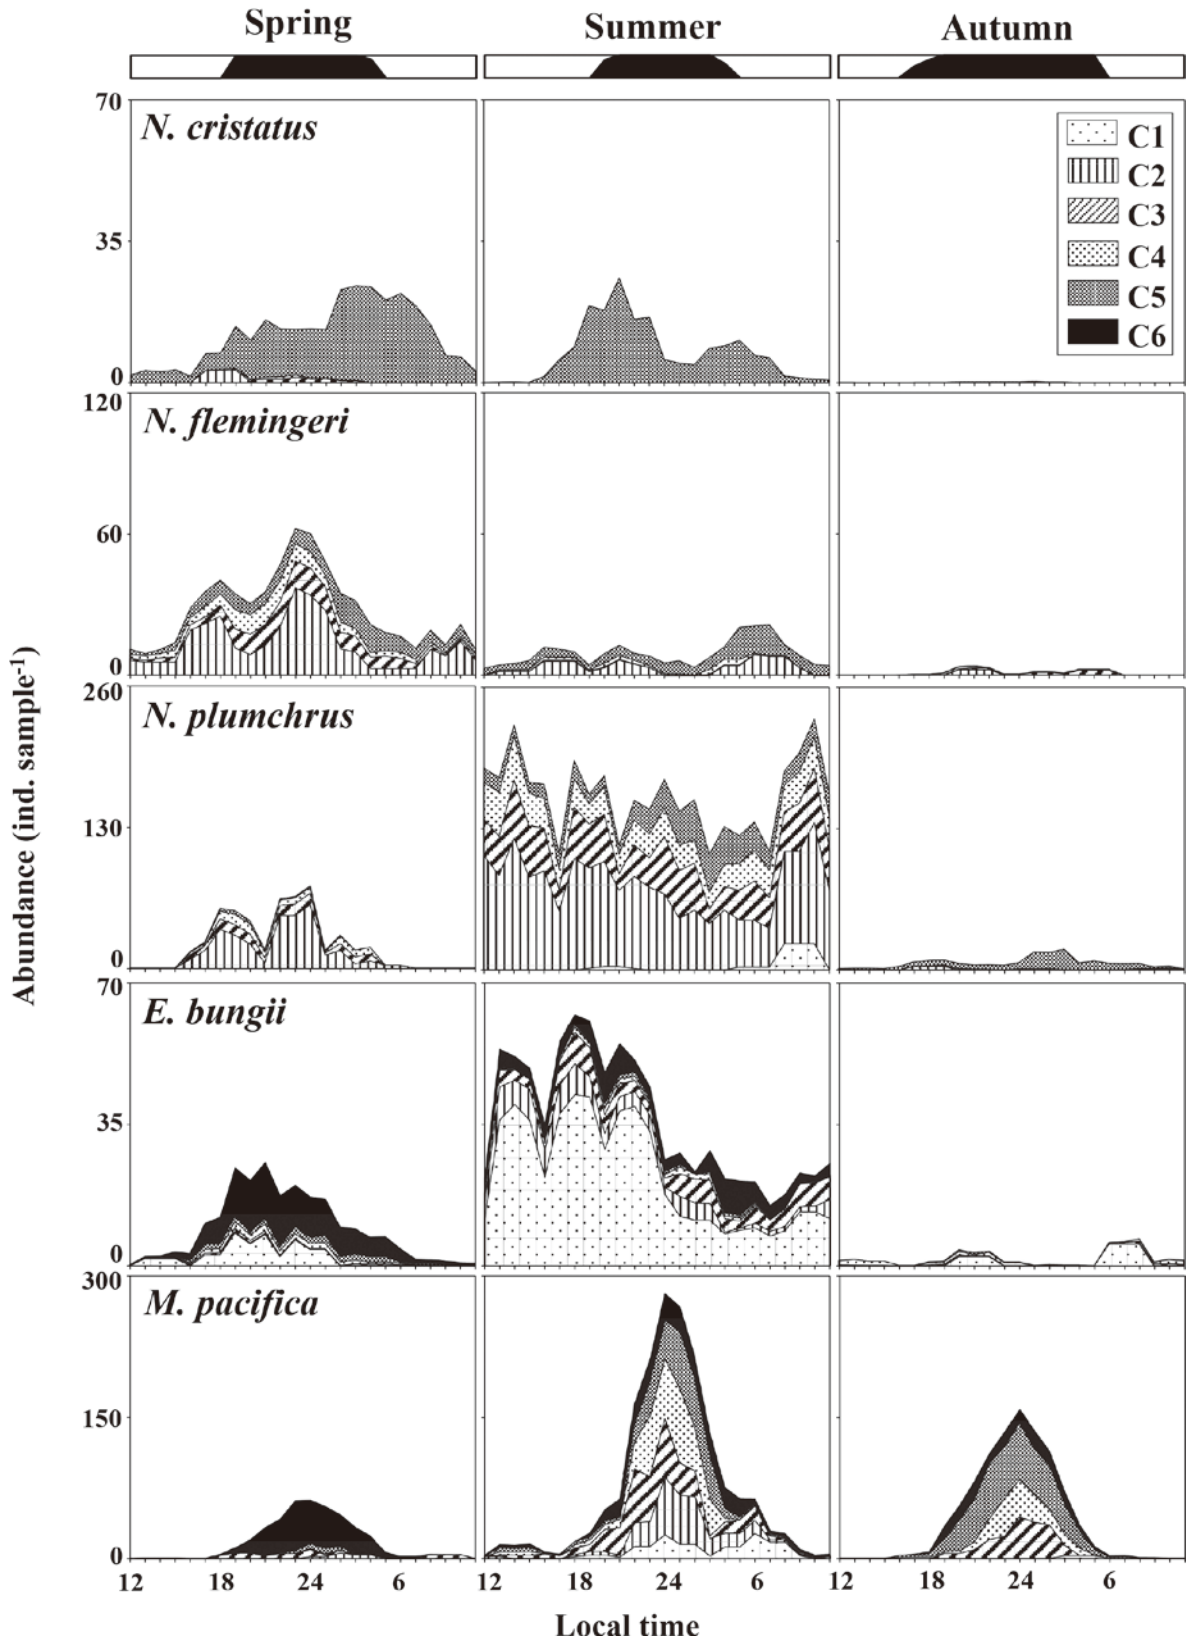 Spring Summer Autumn
70
N. cristatus
35
0
C1
C2
C3
C4
C5
C6
120
N. flemingeri
60
0
260
N. plumchrus
130
0
70
E. bungii
35
0
300
M. pacifica
150
0
12 18 24 6 12 18 24 6 12 18 24 6
Local time
Abundance (ind. sample-1)